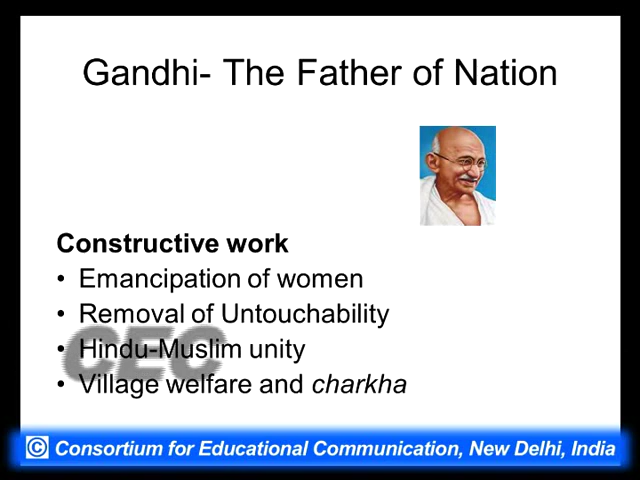 Gandhi- The Father of Nation
Constructive work
• Emancipation of women
• Removal of Untouchability
• Hindu-Muslim unity
• Village welfare and charkha
CEC
© Consortium for Educational Communication, New Delhi, India